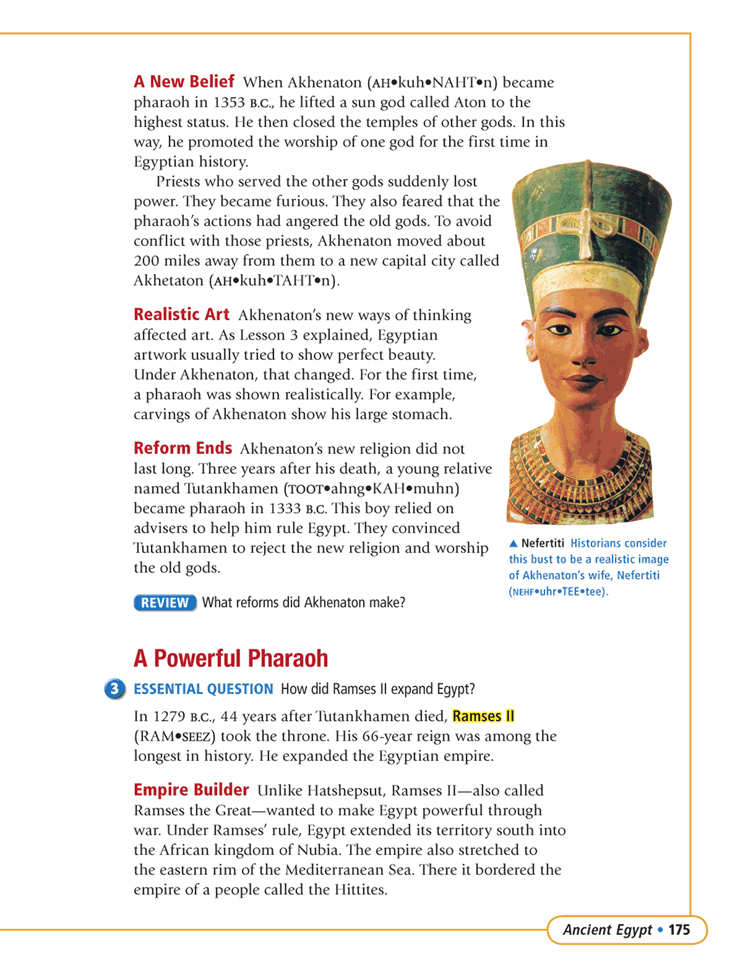 A New Belief When Akhenaton (AH•kuh•NAHT•n) became
pharaoh in 1353 B.C., he lifted a sun god called Aton to the
highest status. He then closed the temples of other gods. In this
way, he promoted the worship of one god for the first time in
Egyptian history.
Priests who served the other gods suddenly lost
power. They became furious. They also feared that the
pharaoh's actions had angered the old gods. To avoid
conflict with those priests, Akhenaton moved about
200 miles away from them to a new capital city called
Akhetaton (AH•kuh•TAHT•n).
Realistic Art Akhenaton's new ways of thinking
affected art. As Lesson 3 explained, Egyptian
artwork usually tried to show perfect beauty.
Under Akhenaton, that changed. For the first time,
a pharaoh was shown realistically. For example,
carvings of Akhenaton show his large stomach.
Reform Ends Akhenaton's new religion did not
last long. Three years after his death, a young relative
named Tutankhamen (TOOT•ahng•KAH•muhn)
became pharaoh in 1333 B.C. This boy relied on
advisers to help him rule Egypt. They convinced
Tutankhamen to reject the new religion and worship
the old gods.
▲ Nefertiti Historians consider
this bust to be a realistic image
of Akhenaton's wife, Nefertiti
(NEHF•uhr•TEE•tee).
REVIEW What reforms did Akhenaton make?
A Powerful Pharaoh
3 ESSENTIAL QUESTION How did Ramses II expand Egypt?
In 1279 B.C., 44 years after Tutankhamen died, Ramses II
(RAM•SEEZ) took the throne. His 66-year reign was among the
longest in history. He expanded the Egyptian empire.
Empire Builder Unlike Hatshepsut, Ramses II—also called
Ramses the Great—wanted to make Egypt powerful through
war. Under Ramses' rule, Egypt extended its territory south into
the African kingdom of Nubia. The empire also stretched to
the eastern rim of the Mediterranean Sea. There it bordered the
empire of a people called the Hittites.
Ancient Egypt • 175